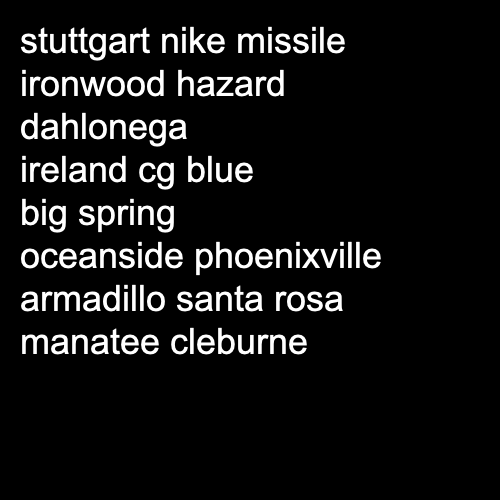 stuttgart nike missile
ironwood hazard
dahlonega
ireland cg blue
big spring
oceanside phoenixville
armadillo santa rosa
manatee cleburne